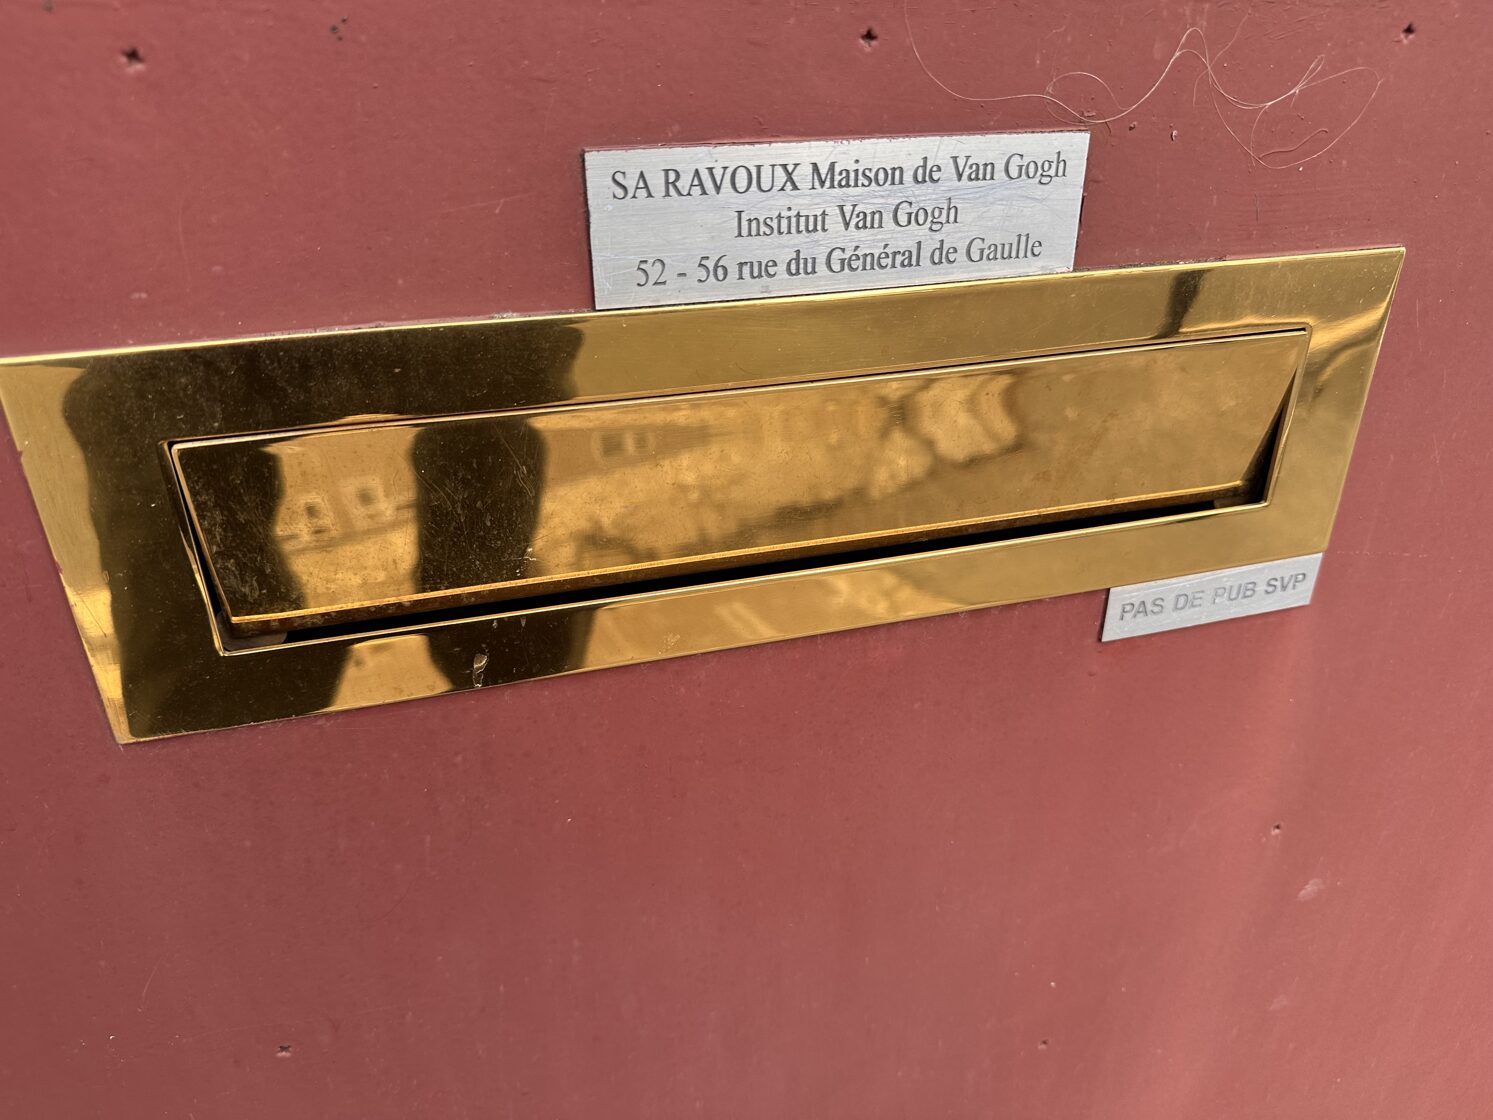 SA RAVOUX Maison de Van Gogh
Institut Van Gogh
52 - 56 rue du Général de Gaulle
PAS DE PUB SVP